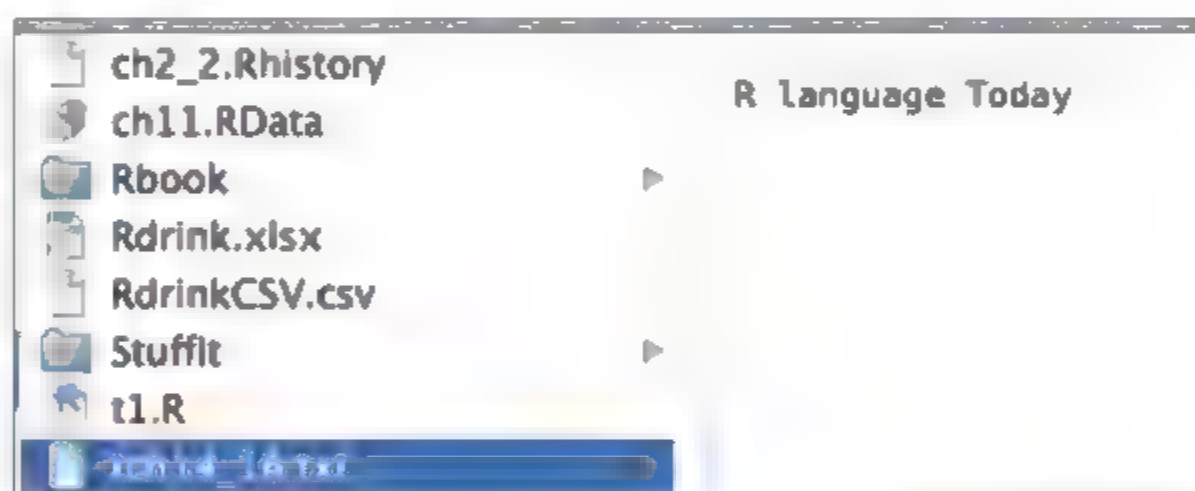 ch2_2.Rhistory
ch11.RData
Rbook
Rdrink.xlsx
RdrinkCSV.csv
StuffIt
t1.R
R language Today